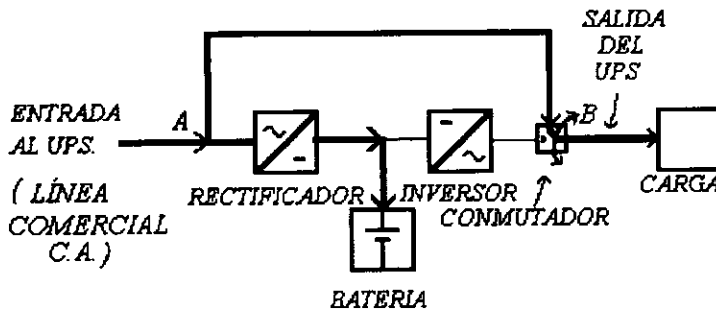 SALIDA
DEL
UPS
ENTRADA
AL UPS.
( LÍNEA
COMERCIAL
C.A. )
A
B
RECTIFICADOR
INVERSOR
CONMUTADOR
CARGA
BATERIA